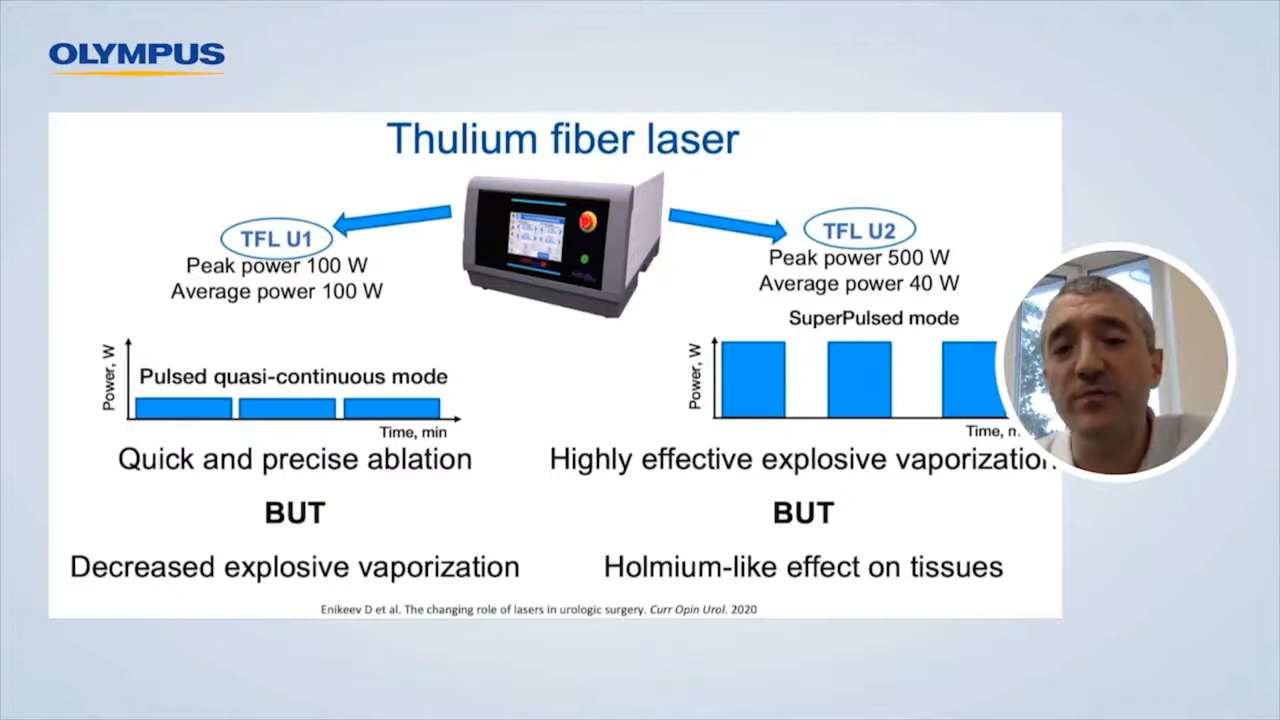 OLYMPUS
Thulium fiber laser
TFL U1
Peak power 100 W
Average power 100 W
TFL U2
Peak power 500 W
Average power 40 W
SuperPulsed mode
Power, W
Pulsed quasi-continuous mode
Time, min
Power, W
Time,
Quick and precise ablation
Highly effective explosive vaporization
BUT
BUT
Decreased explosive vaporization
Holmium-like effect on tissues
Enikeev D et al. The changing role of lasers in urologic surgery. Curr Opin Urol. 2020